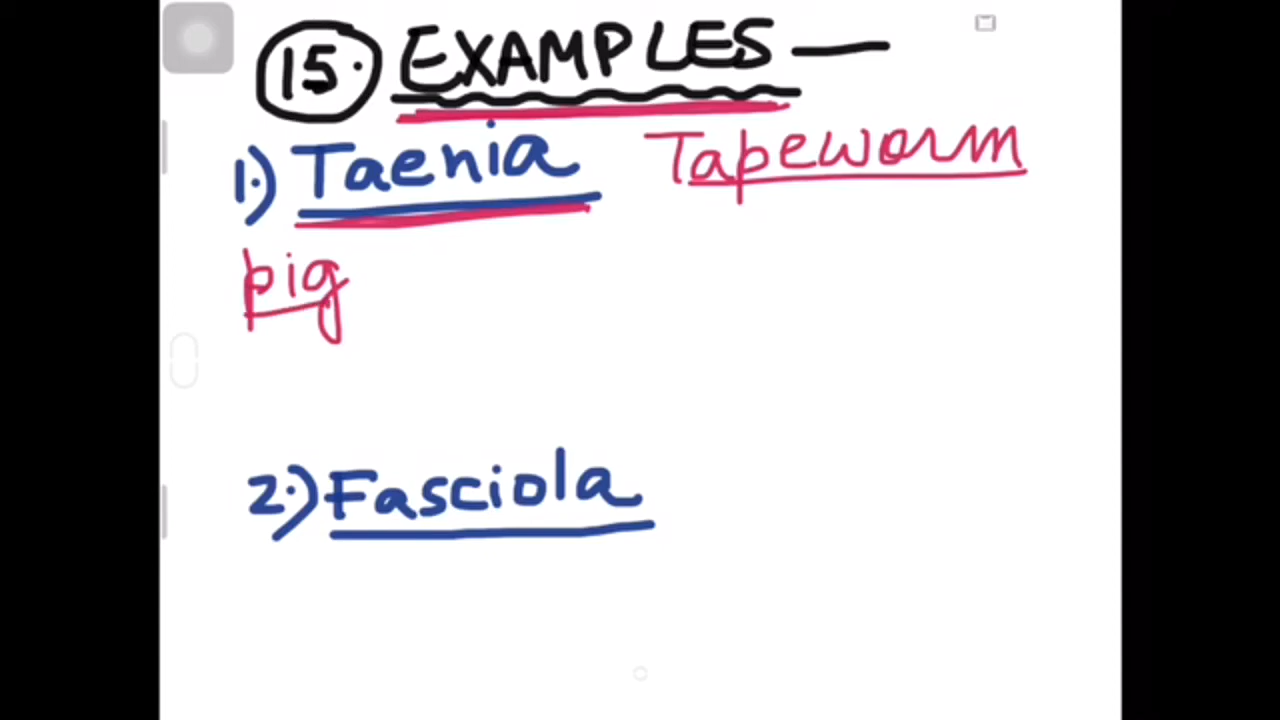 15. EXAMPLES —
1.) Taenia Tapeworm
pig
2.) Fasciola